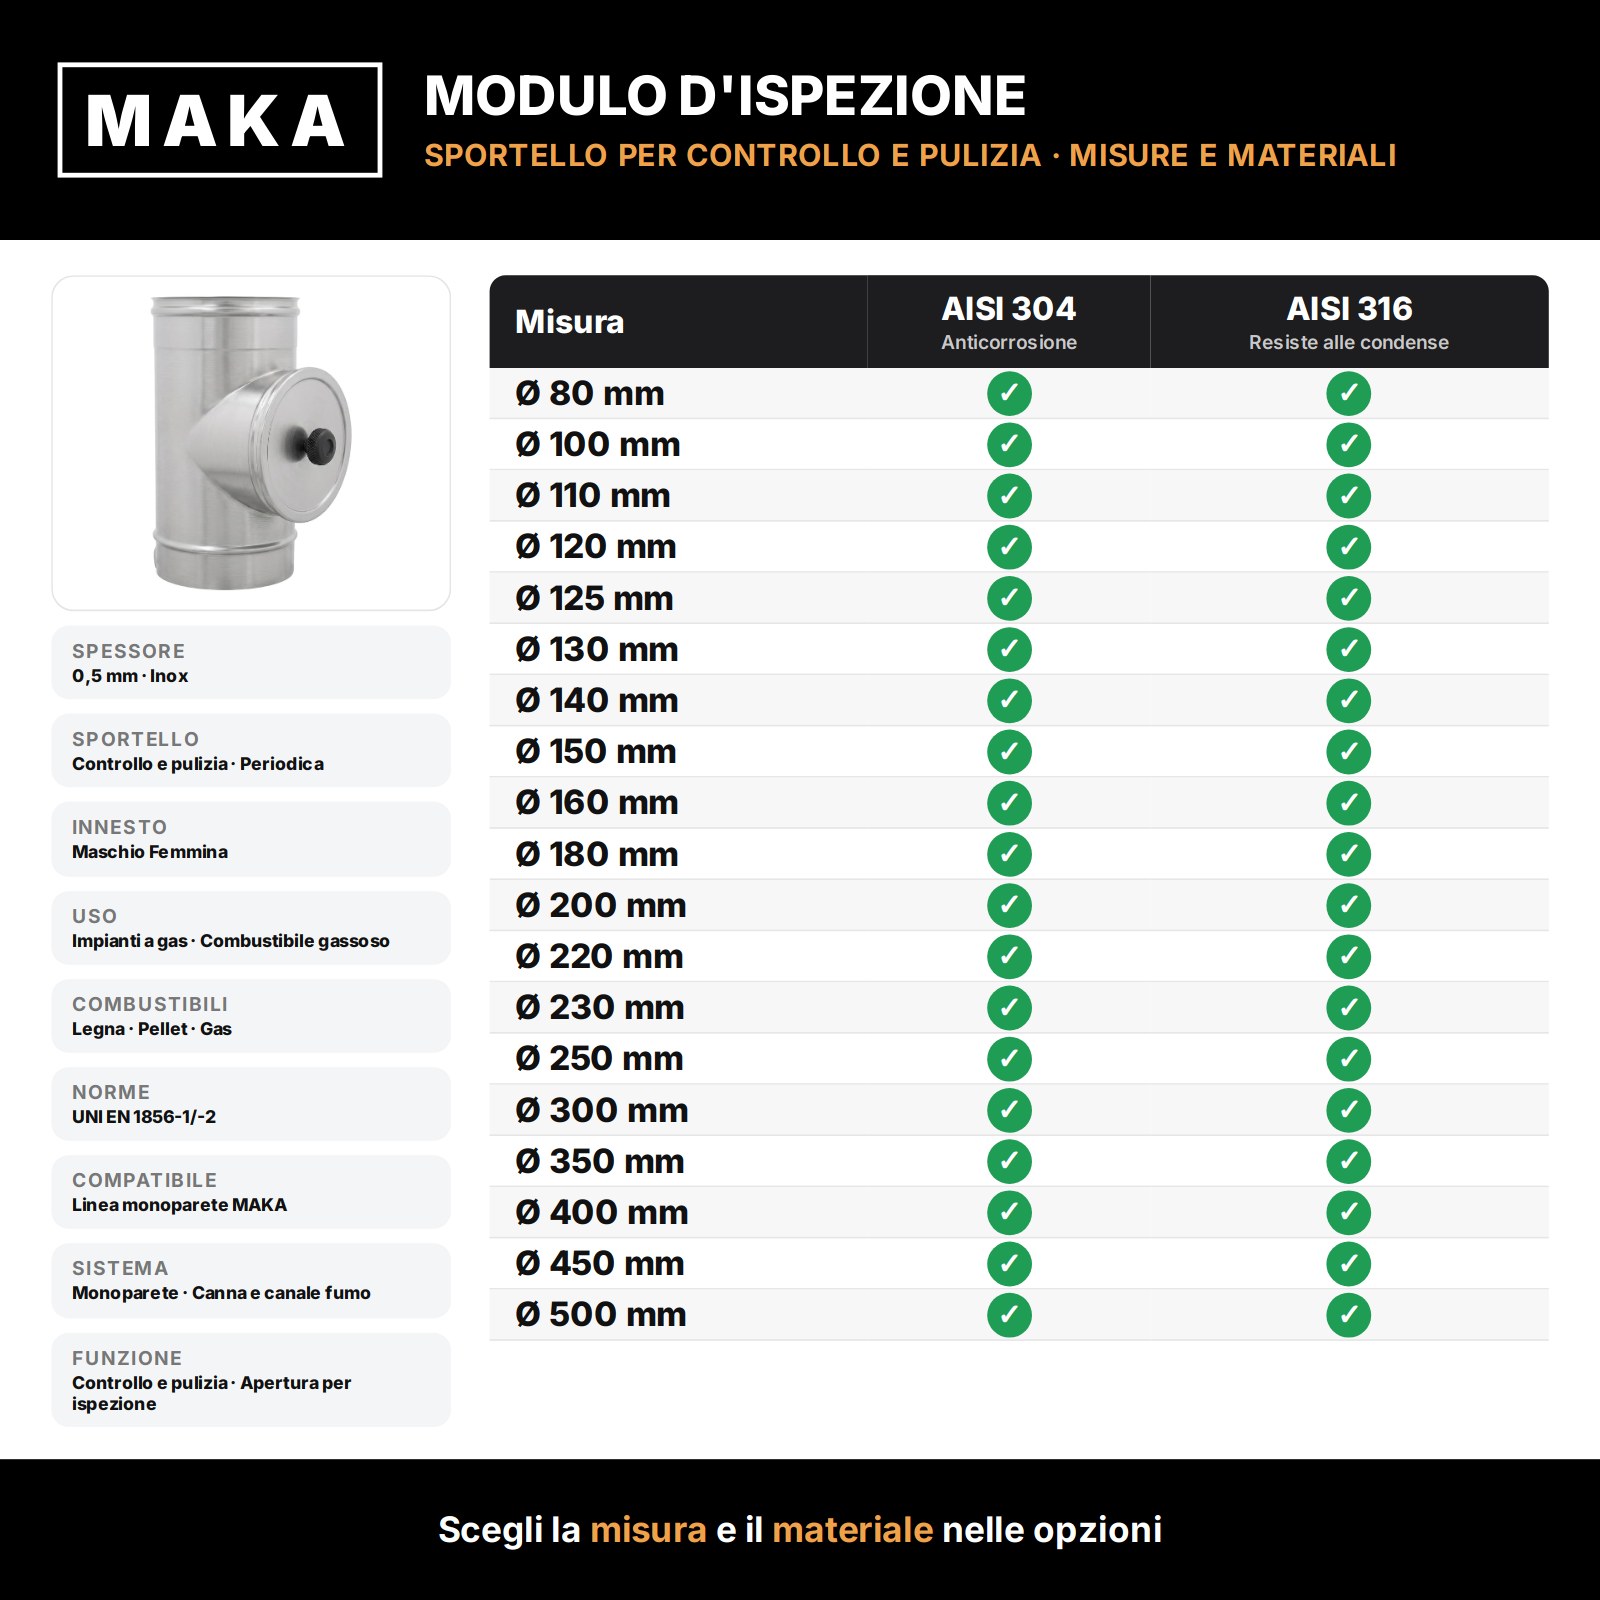 MAKA
MODULO D'ISPEZIONE
SPORTELLO PER CONTROLLO E PULIZIA · MISURE E MATERIALI
SPESSORE
0,5 mm · Inox
SPORTELLO
Controllo e pulizia · Periodica
INNESTO
Maschio Femmina
USO
Impianti a gas · Combustibile gassoso
COMBUSTIBILI
Legna · Pellet · Gas
NORME
UNI EN 1856-1/-2
COMPATIBILE
Linea monoparete MAKA
SISTEMA
Monoparete · Canna e canale fumo
FUNZIONE
Controllo e pulizia · Apertura per
ispezione
Misura AISI 304 AISI 316
Anticorrosione Resiste alle condense
Ø 80 mm ✓ ✓
Ø 100 mm ✓ ✓
Ø 110 mm ✓ ✓
Ø 120 mm ✓ ✓
Ø 125 mm ✓ ✓
Ø 130 mm ✓ ✓
Ø 140 mm ✓ ✓
Ø 150 mm ✓ ✓
Ø 160 mm ✓ ✓
Ø 180 mm ✓ ✓
Ø 200 mm ✓ ✓
Ø 220 mm ✓ ✓
Ø 230 mm ✓ ✓
Ø 250 mm ✓ ✓
Ø 300 mm ✓ ✓
Ø 350 mm ✓ ✓
Ø 400 mm ✓ ✓
Ø 450 mm ✓ ✓
Ø 500 mm ✓ ✓
Scegli la misura e il materiale nelle opzioni